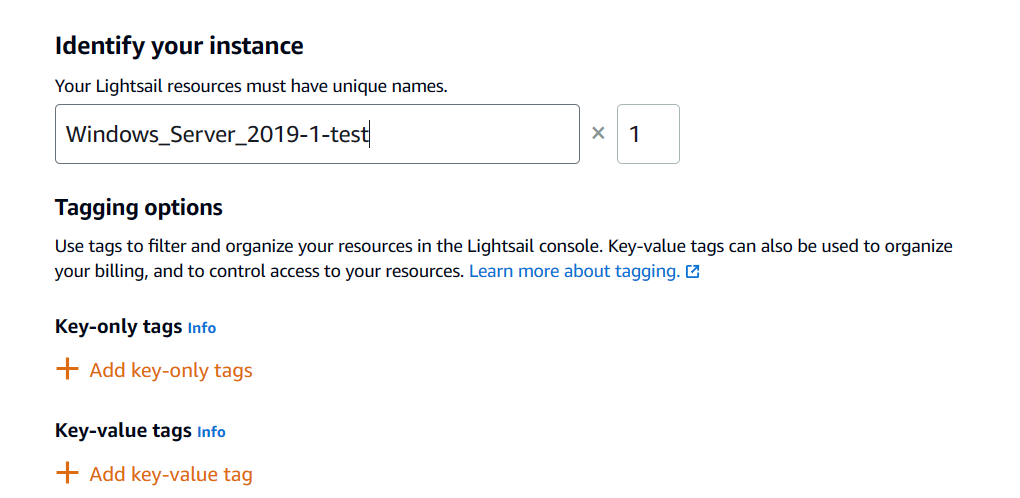 Identify your instance
Your Lightsail resources must have unique names.
Windows_Server_2019-1-test × 1
Tagging options
Use tags to filter and organize your resources in the Lightsail console. Key-value tags can also be used to organize
your billing, and to control access to your resources. Learn more about tagging.
Key-only tags Info
+ Add key-only tags
Key-value tags Info
+ Add key-value tag